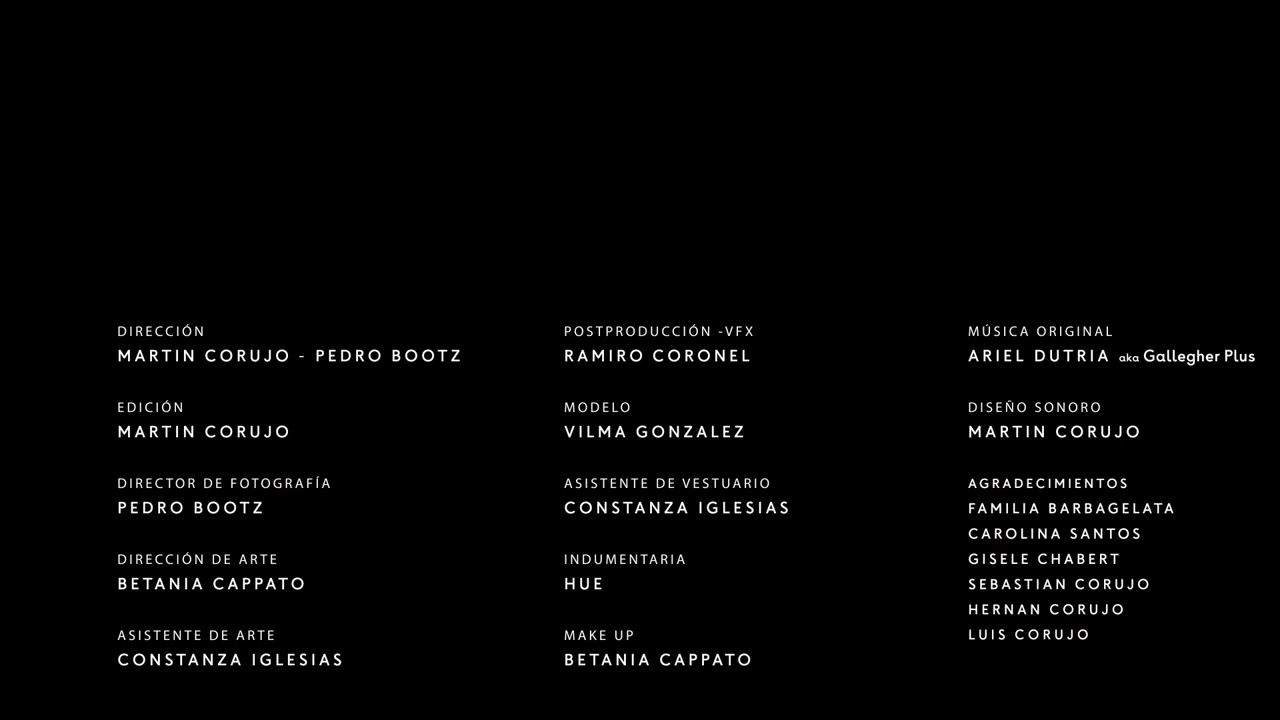 DIRECCIÓN
MARTIN CORUJO - PEDRO BOOTZ
EDICIÓN
MARTIN CORUJO
DIRECTOR DE FOTOGRAFÍA
PEDRO BOOTZ
DIRECCIÓN DE ARTE
BETANIA CAPPATO
ASISTENTE DE ARTE
CONSTANZA IGLESIAS
POSTPRODUCCIÓN -VFX
RAMIRO CORONEL
MODELO
VILMA GONZALEZ
ASISTENTE DE VESTUARIO
CONSTANZA IGLESIAS
INDUMENTARIA
HUE
MAKE UP
BETANIA CAPPATO
MÚSICA ORIGINAL
ARIEL DUTRIA aka Gallegher Plus
DISEÑO SONORO
MARTIN CORUJO
AGRADECIMIENTOS
FAMILIA BARBAGELATA
CAROLINA SANTOS
GISELE CHABERT
SEBASTIAN CORUJO
HERNAN CORUJO
LUIS CORUJO